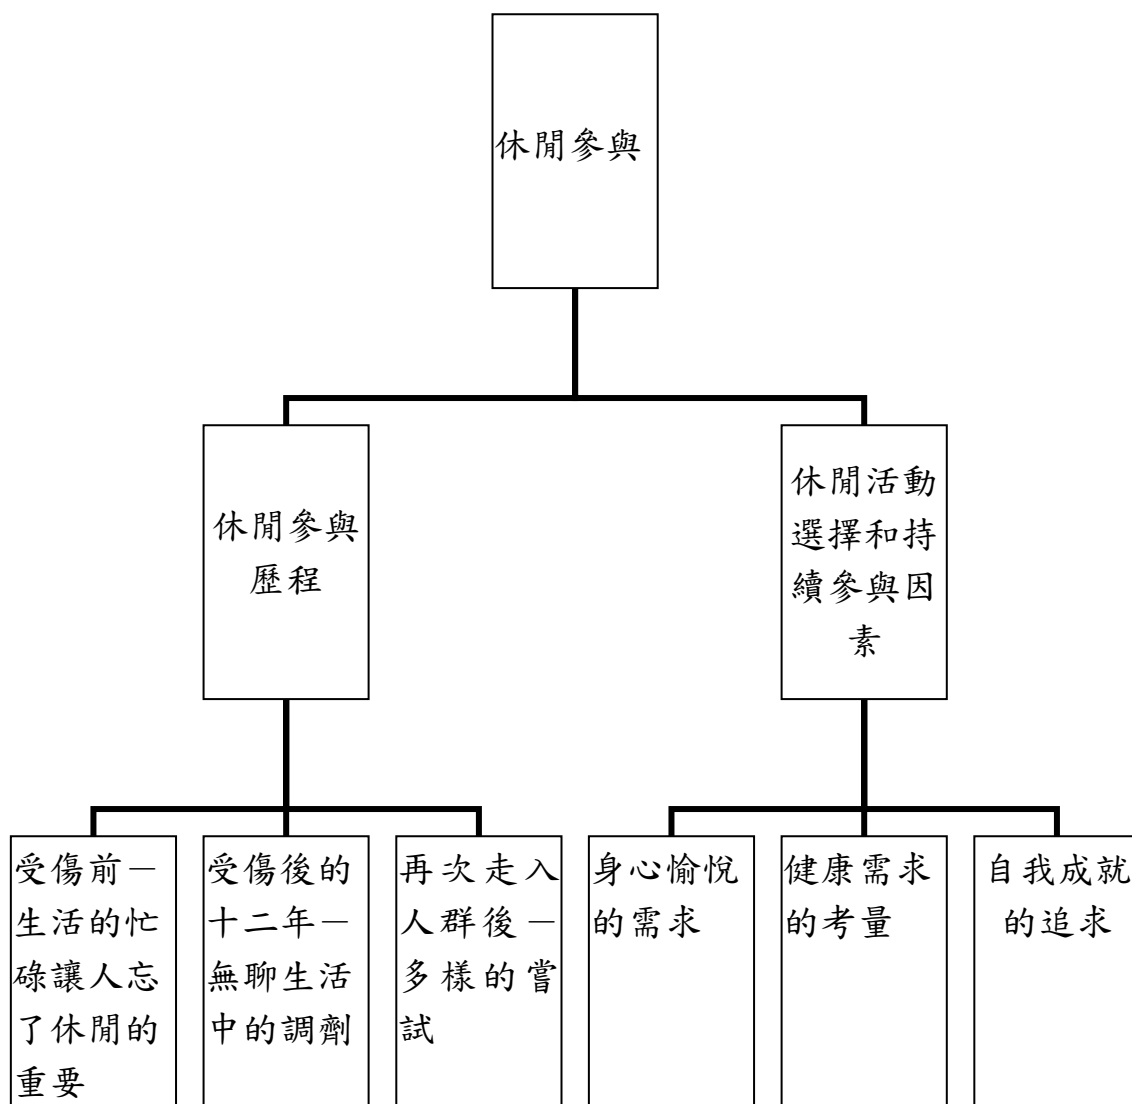 休閒參與
休閒參與
歷程
休閒活動
選擇和持
續參與因
素
受傷前－
生活的忙
碌讓人忘
了休閒的
重要
受傷後的
十二年－
無聊生活
中的調劑
再次走入
人群後－
多樣的嘗
試
身心愉悅
的需求
健康需求
的考量
自我成就
的追求